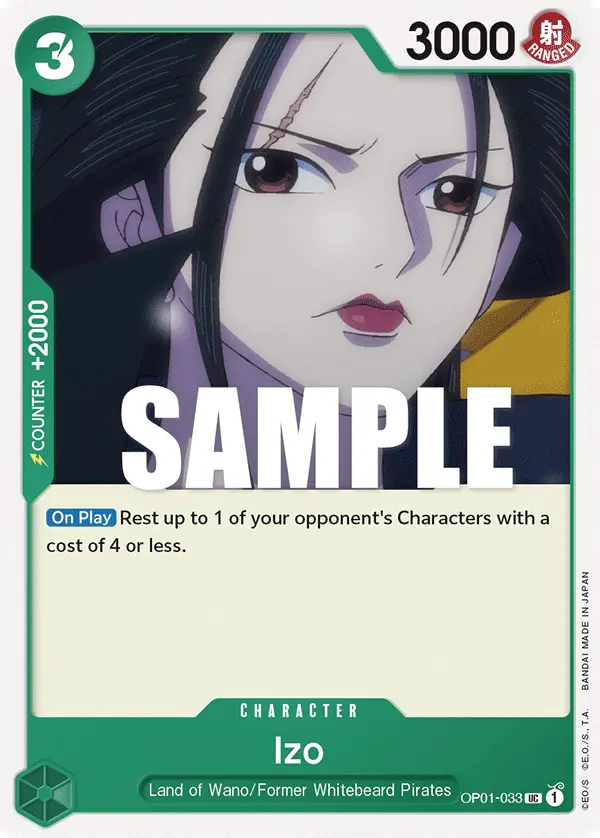 3
3000
射
RANGED
COUNTER +2000
SAMPLE
On Play Rest up to 1 of your opponent's Characters with a
cost of 4 or less.
CHARACTER
Izo
Land of Wano/Former Whitebeard Pirates
OP01-033 UC 1
©E.O/S ©E.O./S., T.A. BANDAI MADE IN JAPAN